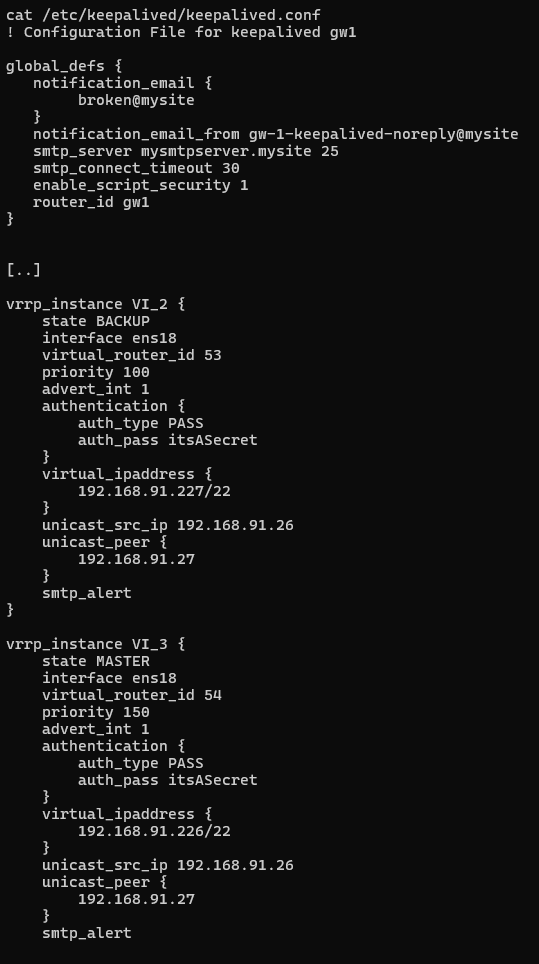 cat /etc/keepalived/keepalived.conf
! Configuration File for keepalived gw1
global_defs {
notification_email {
broken@mysite
}
notification_email_from gw-1-keepalived-noreply@mysite
smtp_server mysmtpserver.mysite 25
smtp_connect_timeout 30
enable_script_security 1
router_id gw1
}
[..]
vrrp_instance VI_2 {
state BACKUP
interface ens18
virtual_router_id 53
priority 100
advert_int 1
authentication {
auth_type PASS
auth_pass itsASecret
}
virtual_ipaddress {
192.168.91.227/22
}
unicast_src_ip 192.168.91.26
unicast_peer {
192.168.91.27
}
smtp_alert
}
vrrp_instance VI_3 {
state MASTER
interface ens18
virtual_router_id 54
priority 150
advert_int 1
authentication {
auth_type PASS
auth_pass itsASecret
}
virtual_ipaddress {
192.168.91.226/22
}
unicast_src_ip 192.168.91.26
unicast_peer {
192.168.91.27
}
smtp_alert